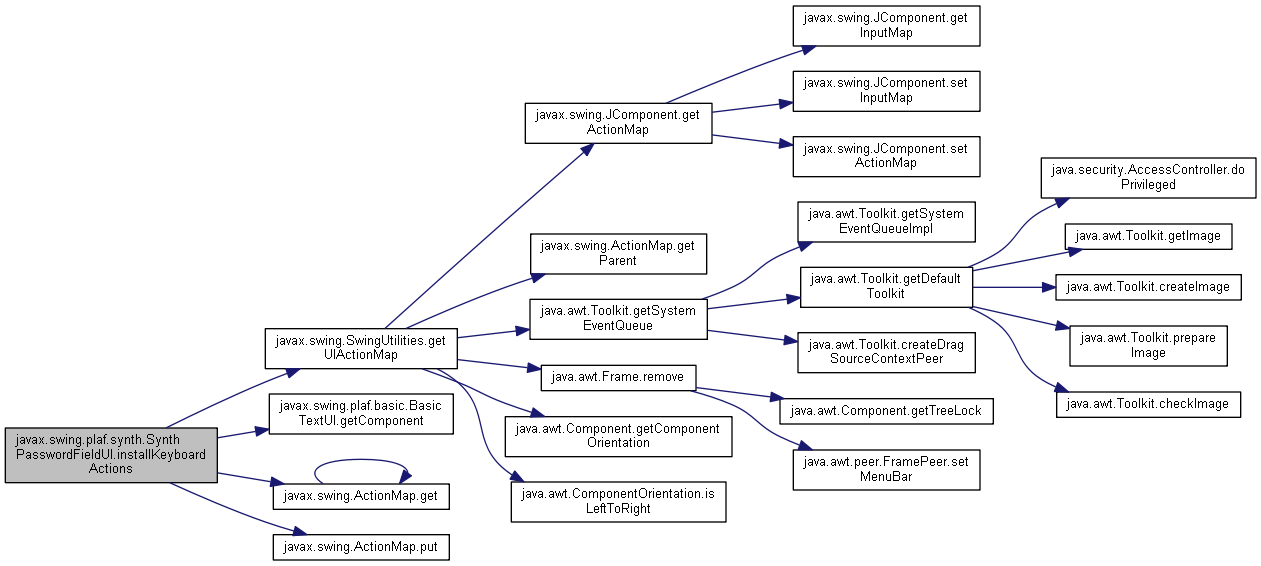 javax.swing.JComponent.get
InputMap
javax.swing.JComponent.set
InputMap
javax.swing.JComponent.get
ActionMap
javax.swing.JComponent.set
ActionMap
java.security.AccessController.do
Privileged
java.awt.Toolkit.getSystem
EventQueueImpl
java.awt.Toolkit.getImage
javax.swing.ActionMap.get
Parent
java.awt.Toolkit.getDefault
Toolkit
java.awt.Toolkit.createImage
java.awt.Toolkit.getSystem
EventQueue
javax.swing.SwingUtilities.get
UIActionMap
java.awt.Toolkit.createDrag
SourceContextPeer
java.awt.Toolkit.prepare
Image
java.awt.Frame.remove
java.awt.Toolkit.checkImage
javax.swing.plaf.basic.Basic
TextUI.getComponent
java.awt.Component.getTreeLock
java.awt.Component.getComponent
Orientation
javax.swing.plaf.synth.Synth
PasswordFieldUI.installKeyboard
Actions
java.awt.peer.FramePeer.set
MenuBar
javax.swing.ActionMap.get
java.awt.ComponentOrientation.is
LeftToRight
javax.swing.ActionMap.put